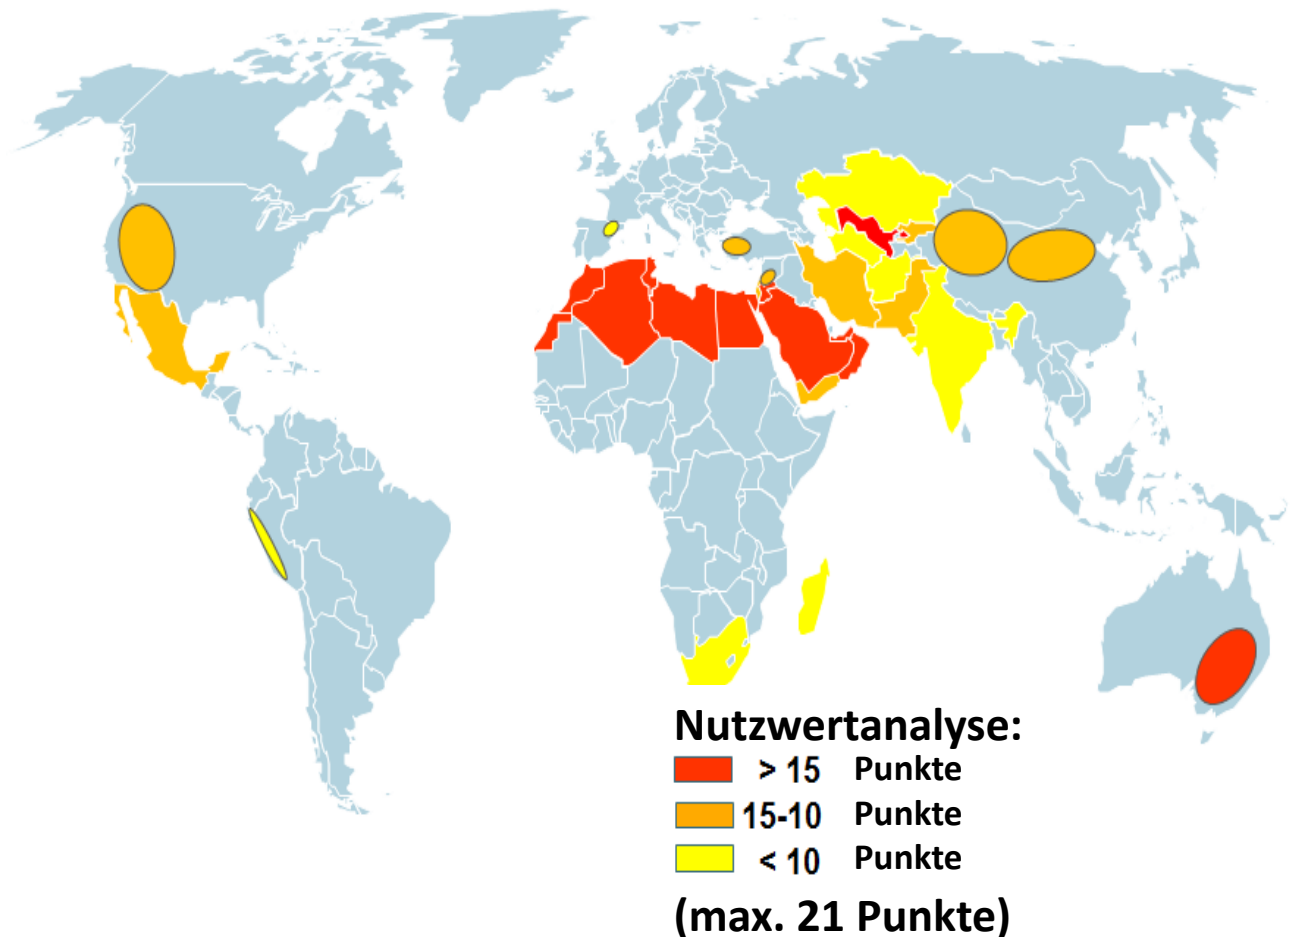 Nutzwertanalyse:
> 15 Punkte
15-10 Punkte
< 10 Punkte
(max. 21 Punkte)